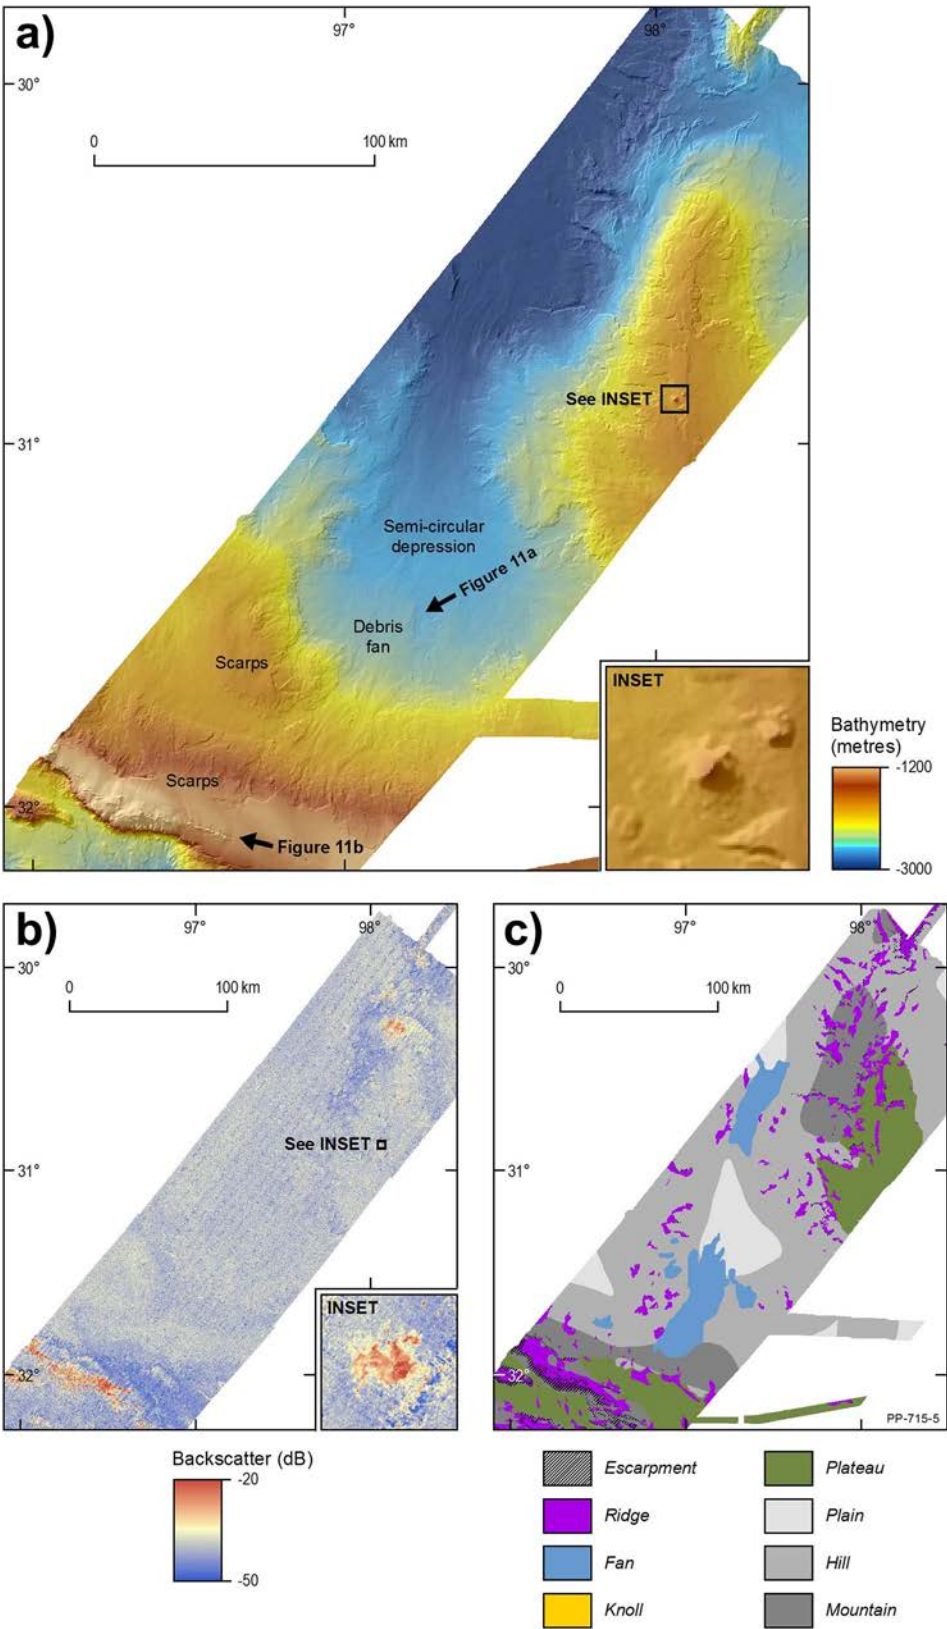 a)
97°
98°
30°
0
100 km
See INSET
31°
Semi-circular
depression
Figure 11a
Debris
fan
Scarps
INSET
Bathymetry
(metres)
-1200
-3000
Scarps
32°
Figure 11b
b)
97°
98°
30°
0
100 km
See INSET
31°
INSET
32°
Backscatter (dB)
-20
-50
c)
97°
98°
30°
0
100 km
31°
32°
PP-715-5
Escarpment
Plateau
Ridge
Plain
Fan
Hill
Knoll
Mountain